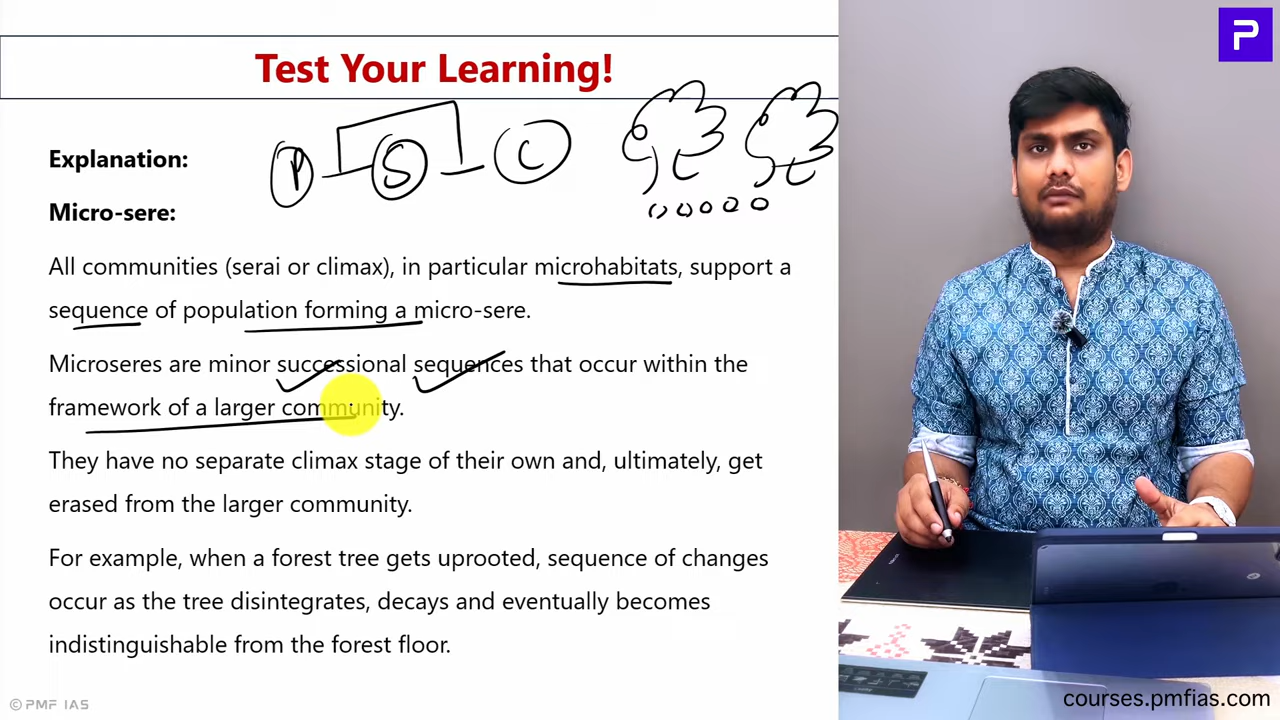 Test Your Learning!
P
S
C
Explanation:
Micro-sere:
All communities (serai or climax), in particular microhabitats, support a
sequence of population forming a micro-sere.
Microseres are minor successional sequences that occur within the
framework of a larger community.
They have no separate climax stage of their own and, ultimately, get
erased from the larger community.
For example, when a forest tree gets uprooted, sequence of changes
occur as the tree disintegrates, decays and eventually becomes
indistinguishable from the forest floor.
© PMF IAS
P
courses.pmfias.com